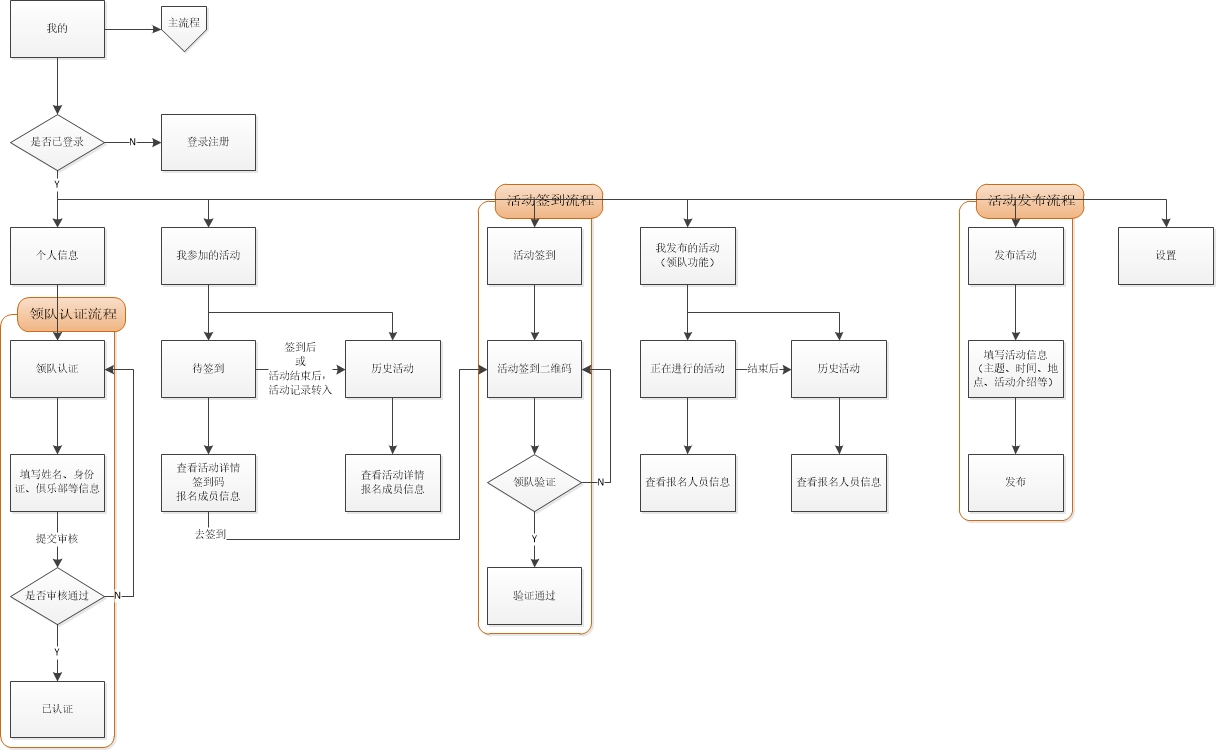 我的
主流程
是否已登录
N
登录注册
Y
活动签到流程
活动发布流程
个人信息
我参加的活动
活动签到
我发布的活动
（领队功能）
发布活动
设置
领队认证流程
领队认证
待签到
签到后
或
活动结束后，
活动记录转入
历史活动
活动签到二维码
正在进行的活动
结束后
历史活动
填写活动信息
（主题、时间、地
点、活动介绍等）
填写姓名、身份
证、俱乐部等信息
查看活动详情
签到码
报名成员信息
查看活动详情
报名成员信息
领队验证
N
查看报名人员信息
查看报名人员信息
发布
提交审核
去签到
Y
是否审核通过
N
验证通过
Y
已认证